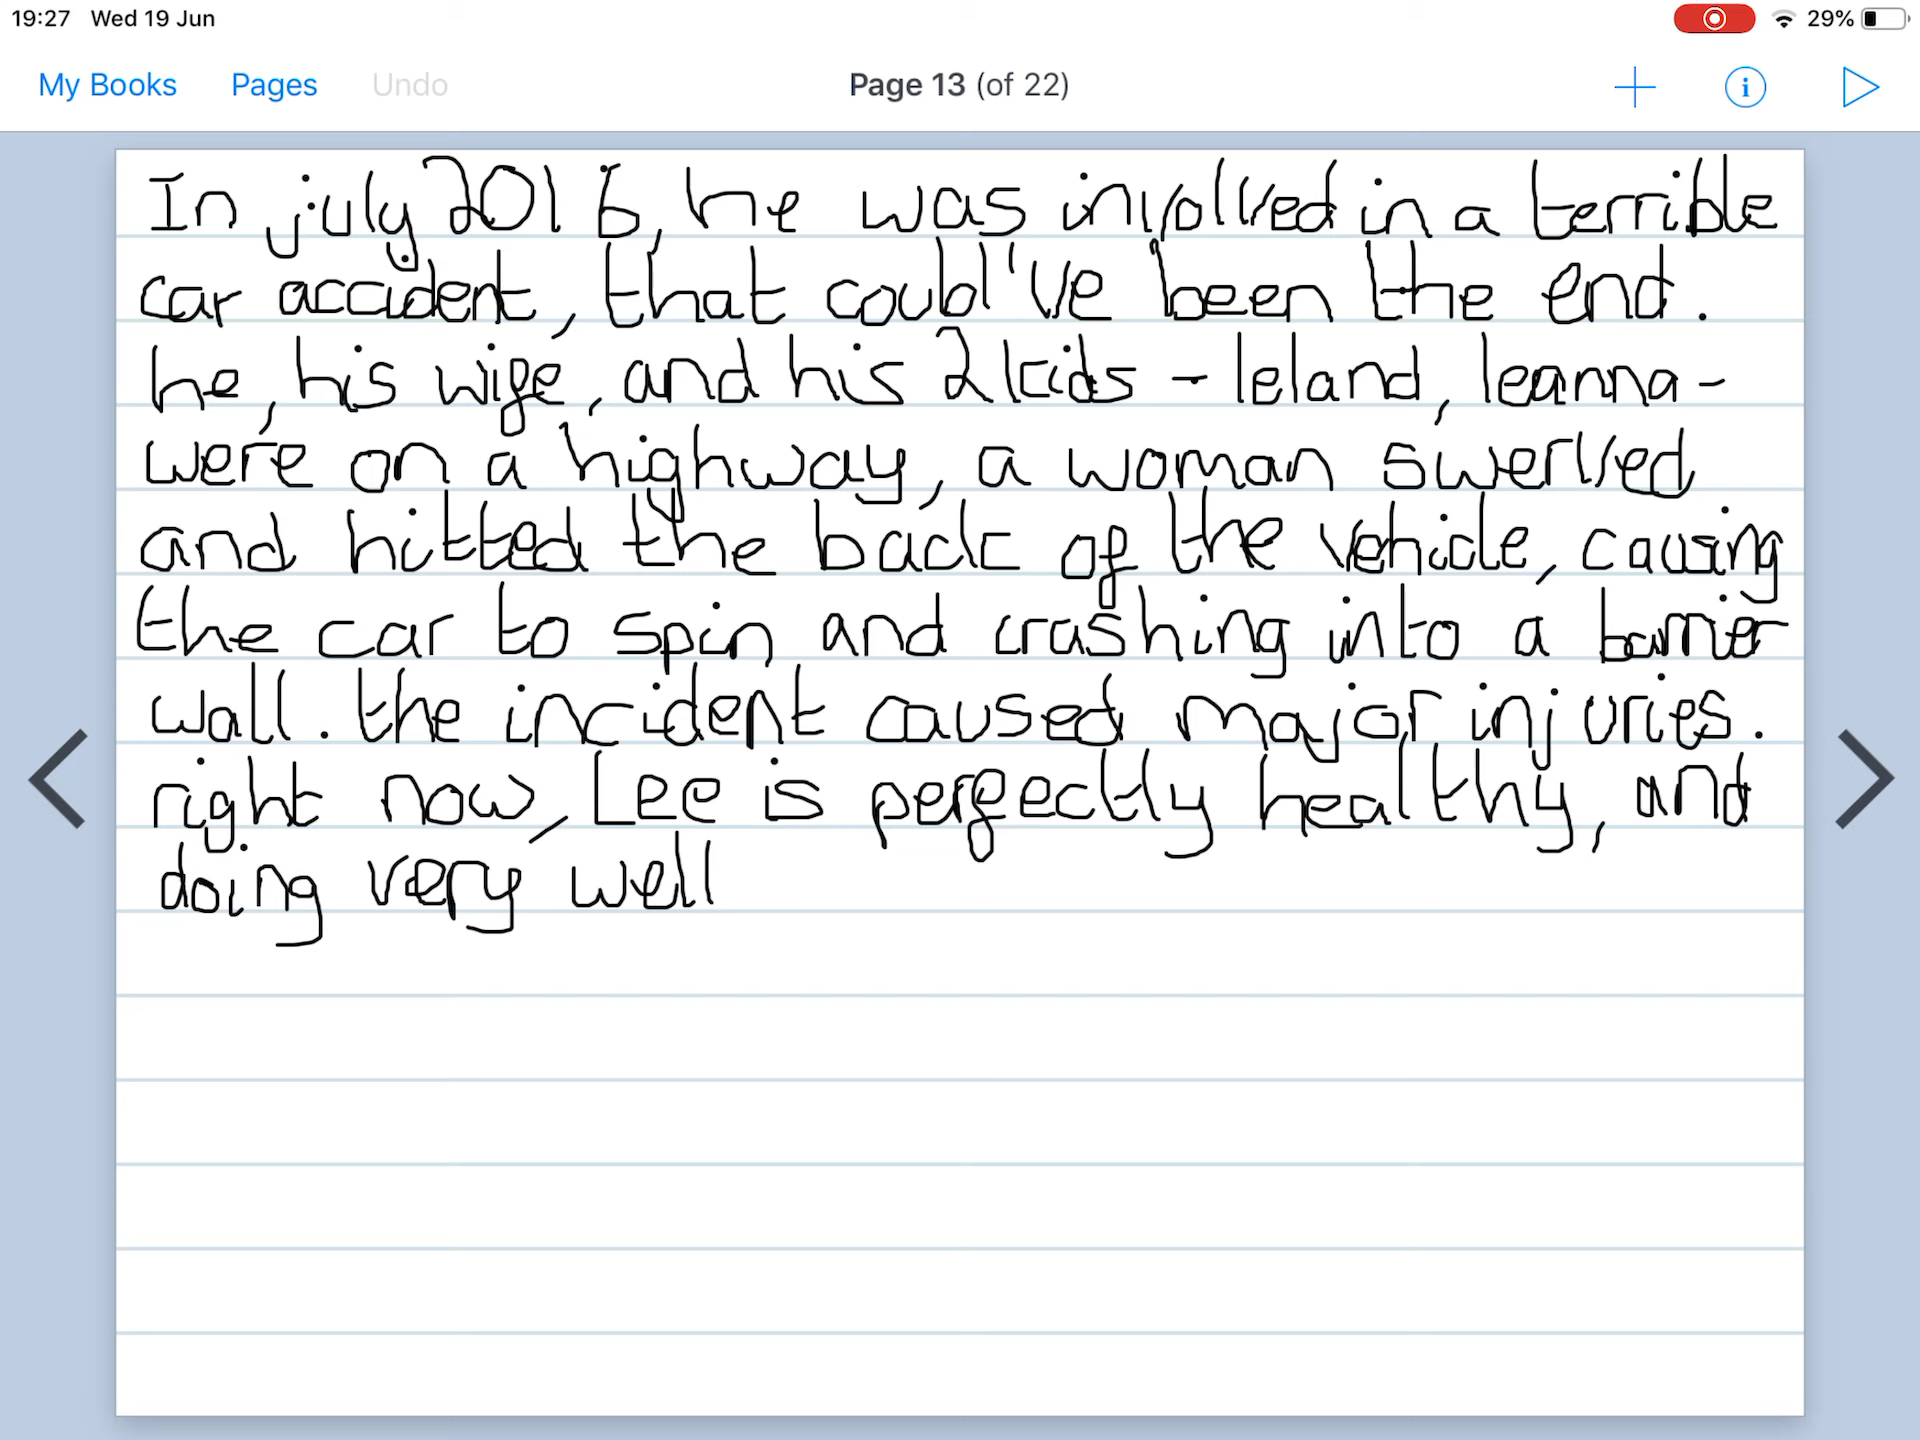 19:27 Wed 19 Jun 29%
My Books Pages Undo Page 13 (of 22)
In july 2016, he was involved in a terrible
car accident, that could've been the end.
he, his wife, and his 2 kids - leland, leanna -
were on a highway, a woman swerved
and hitted the back of the vehicle, causing
the car to spin and crashing into a barrier
wall. the incident caused major injuries.
right now, Lee is perfectly healthy, and
doing very well